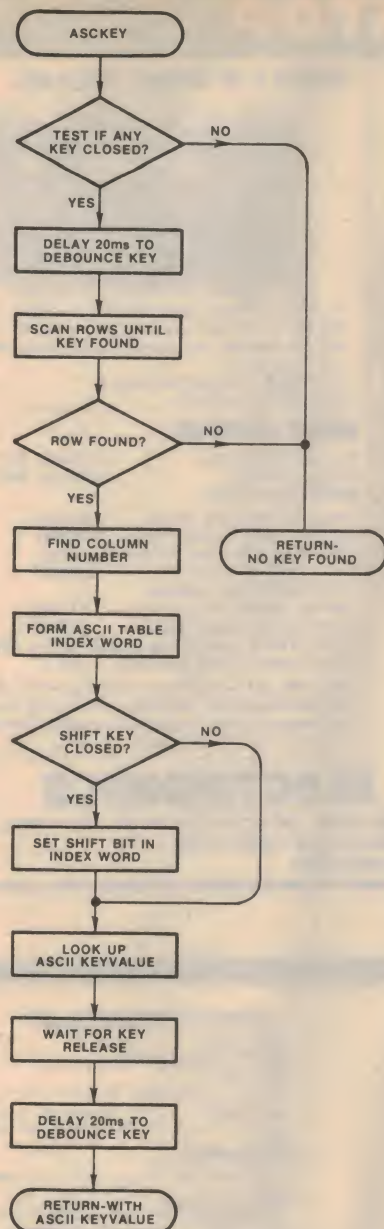 ASCKEY
TEST IF ANY
KEY CLOSED?
NO
YES
DELAY 20ms TO
DEBOUNCE KEY
SCAN ROWS UNTIL
KEY FOUND
ROW FOUND?
NO
YES
FIND COLUMN
NUMBER
RETURN-
NO KEY FOUND
FORM ASCII TABLE
INDEX WORD
SHIFT KEY
CLOSED?
NO
YES
SET SHIFT BIT IN
INDEX WORD
LOOK UP
ASCII KEYVALUE
WAIT FOR KEY
RELEASE
DELAY 20ms TO
DEBOUNCE KEY
RETURN-WITH
ASCII KEYVALUE